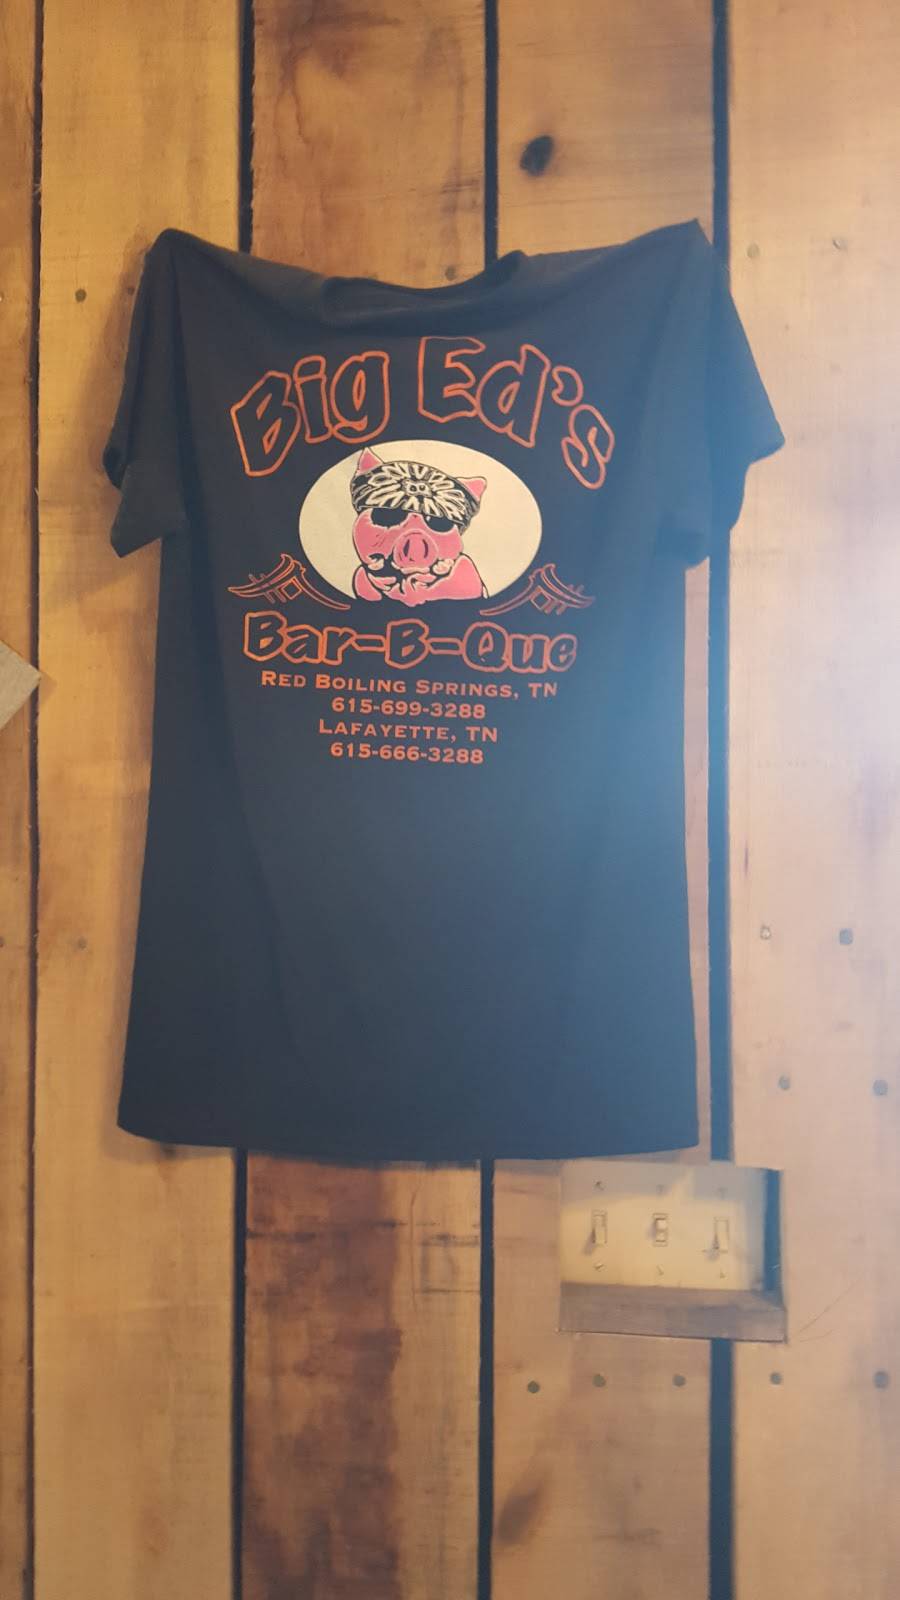 Big Ed's
Bar-B-Que
Red Boiling Springs, TN
615-699-3288
Lafayette, TN
615-666-3288